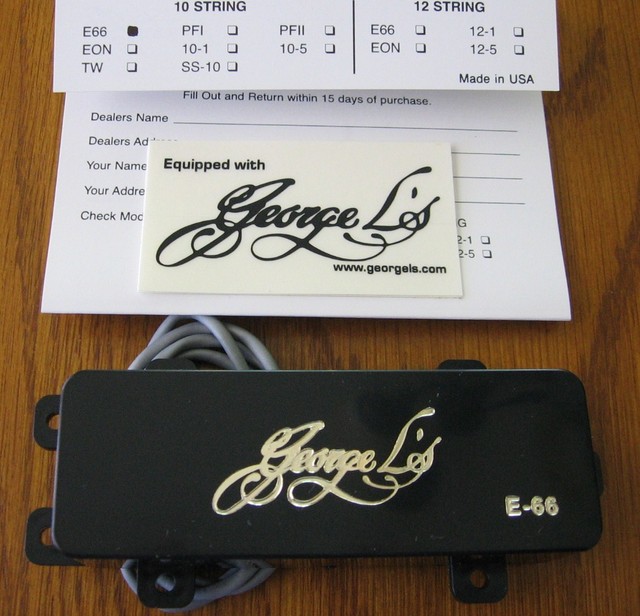 10 STRING
12 STRING
E66 ■ PFI ☐ PFII ☐ E66 ☐ 12-1 ☐
EON ☐ 10-1 ☐ 10-5 ☐ EON ☐ 12-5 ☐
TW ☐ SS-10 ☐
Made in USA
Fill Out and Return within 15 days of purchase.
Dealers Name
Dealers
Your Name
Your
Check
2-1 ☐
2-5 ☐
Equipped with
George L's
www.georgels.com
George L's
E-66